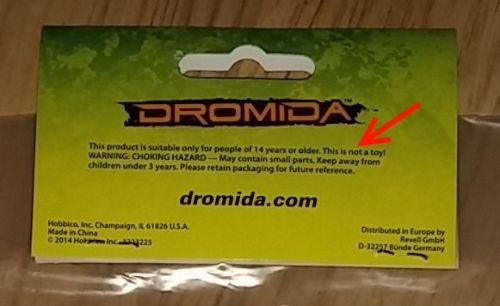 DROMIDA™
This product is suitable only for people of 14 years or older. This is not a toy!
WARNING: CHOKING HAZARD — May contain small parts. Keep away from
children under 3 years. Please retain packaging for future reference.
dromida.com
Hobbico, Inc. Champaign, IL 61826 U.S.A.
Made in China
© 2014 Hobbico Inc.
Distributed in Europe by
Revell GmbH
D-32257 Bünde Germany